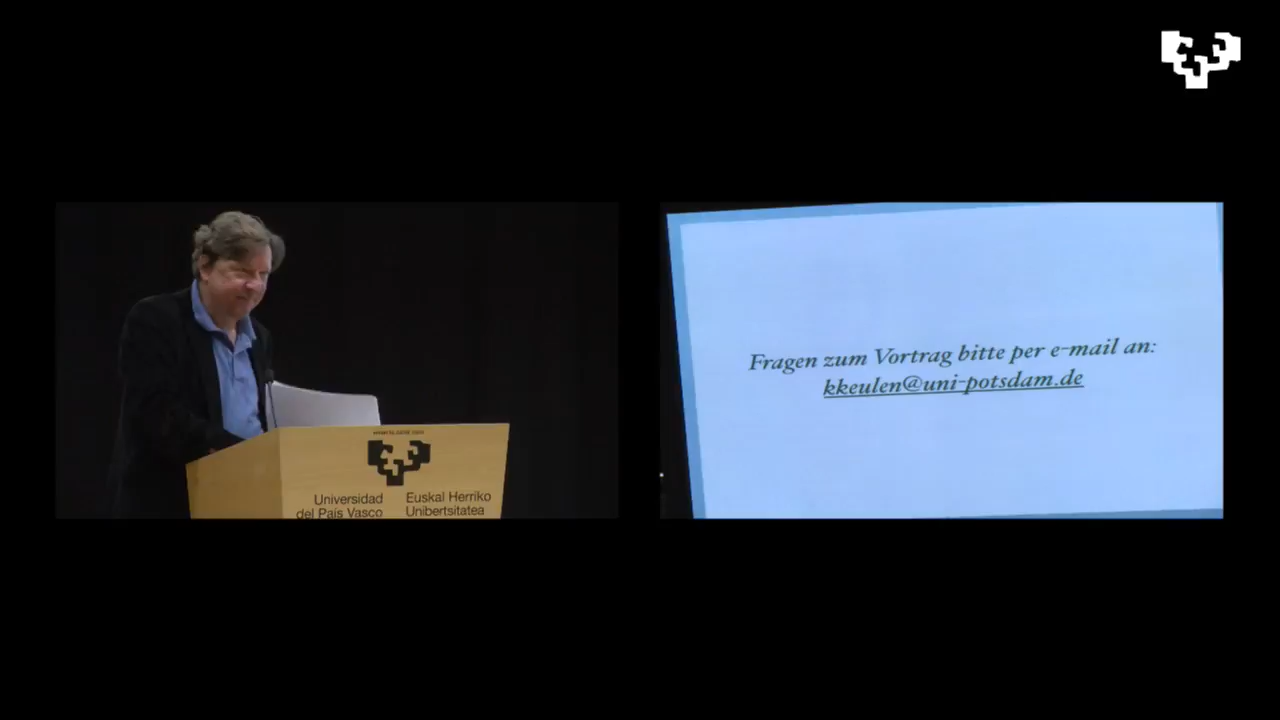 Universidad
del País Vasco
Euskal Herriko
Unibertsitatea
Fragen zum Vortrag bitte per e-mail an:
kkeulen@uni-potsdam.de